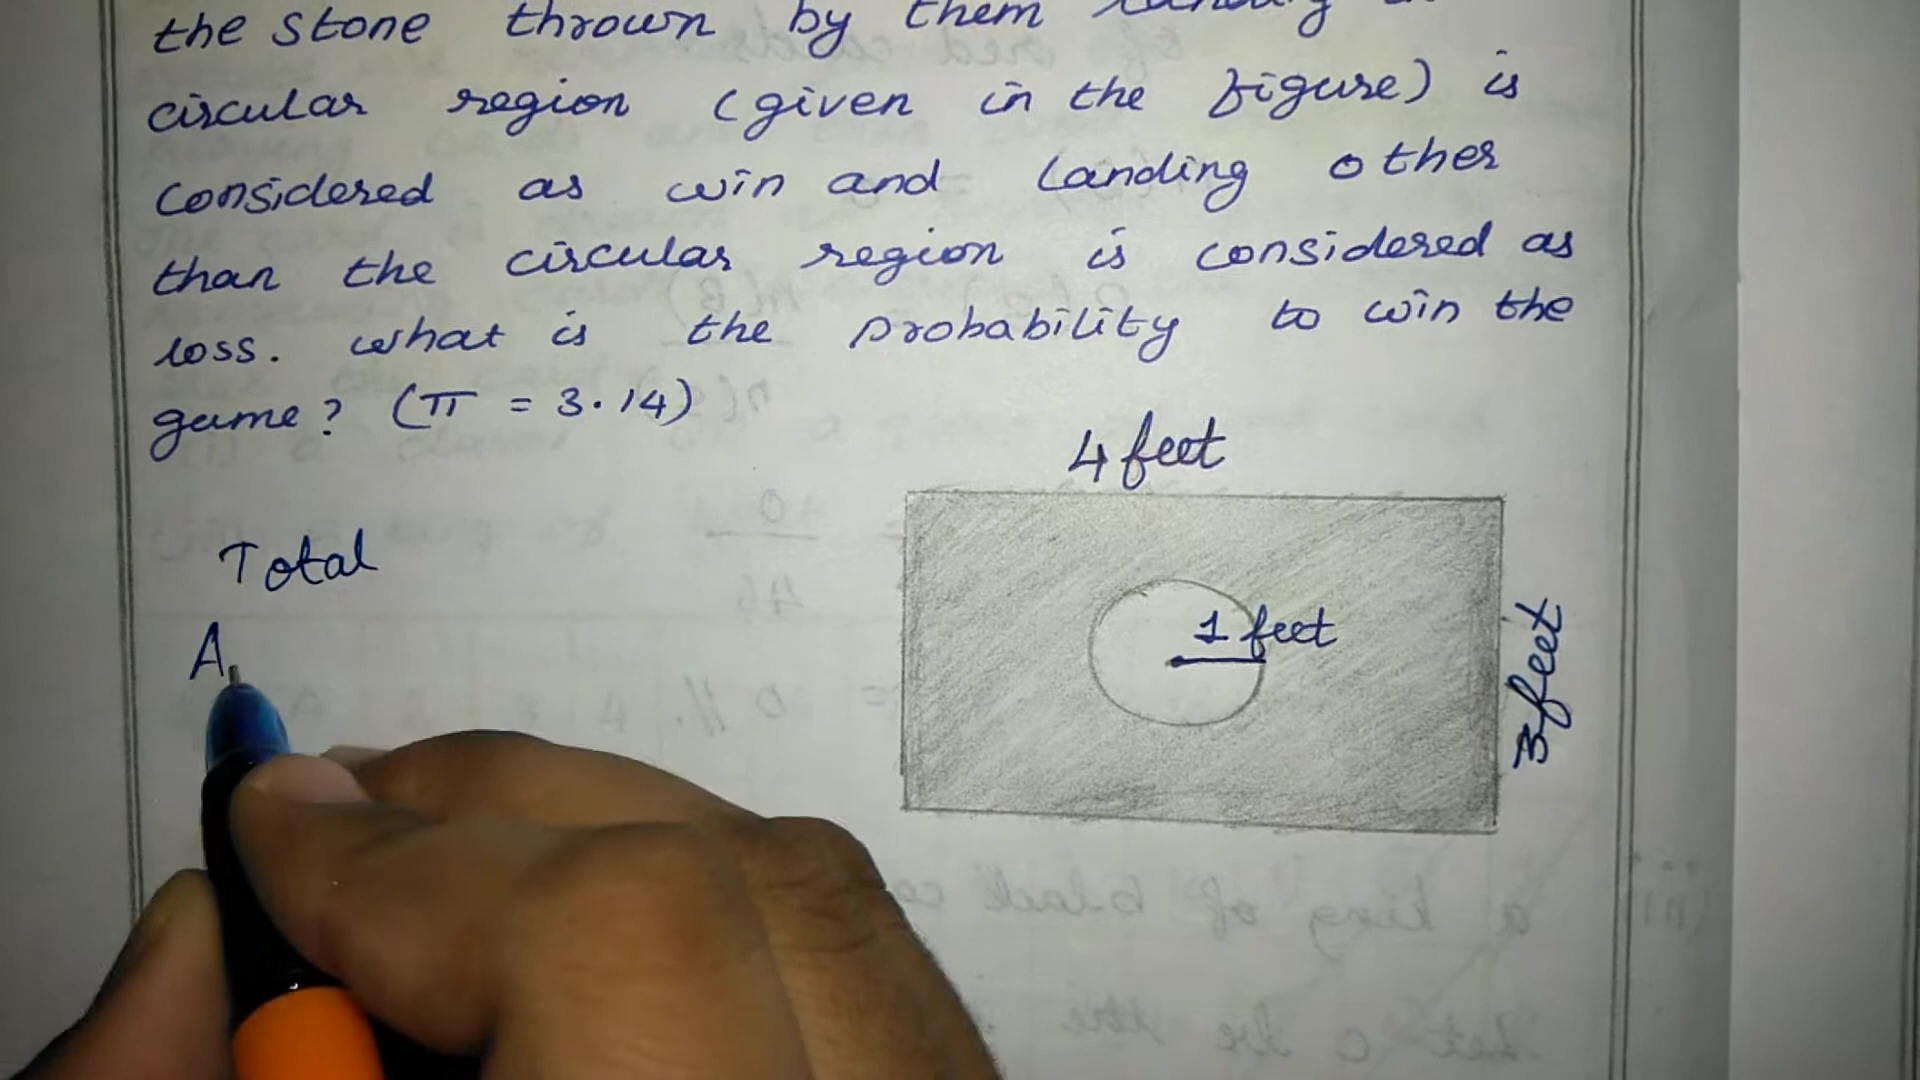 the stone thrown by them landing
circular region (given in the figure) is
considered as win and landing other
than the circular region is considered as
loss. what is the probability to win the
game? (π = 3.14)
4 feet
Total
1 feet
A
3 feet